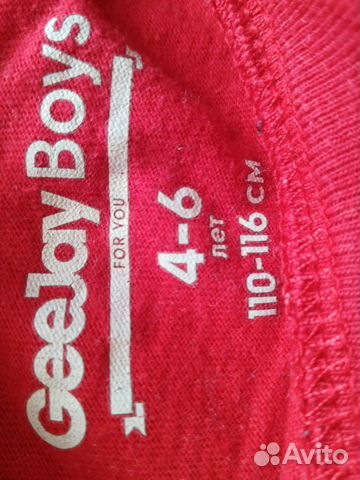 GeeJay Boys
FOR YOU
4-6
лет
110-116 СМ
Avito